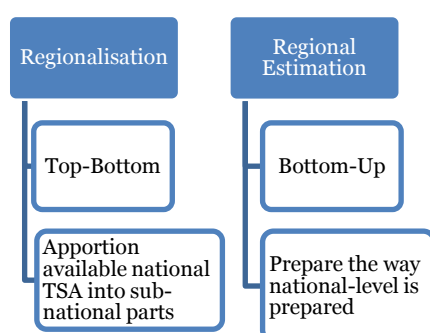 Regionalisation
Top-Bottom
Apportion
available national
TSA into sub-
national parts
Regional
Estimation
Bottom-Up
Prepare the way
national-level is
prepared